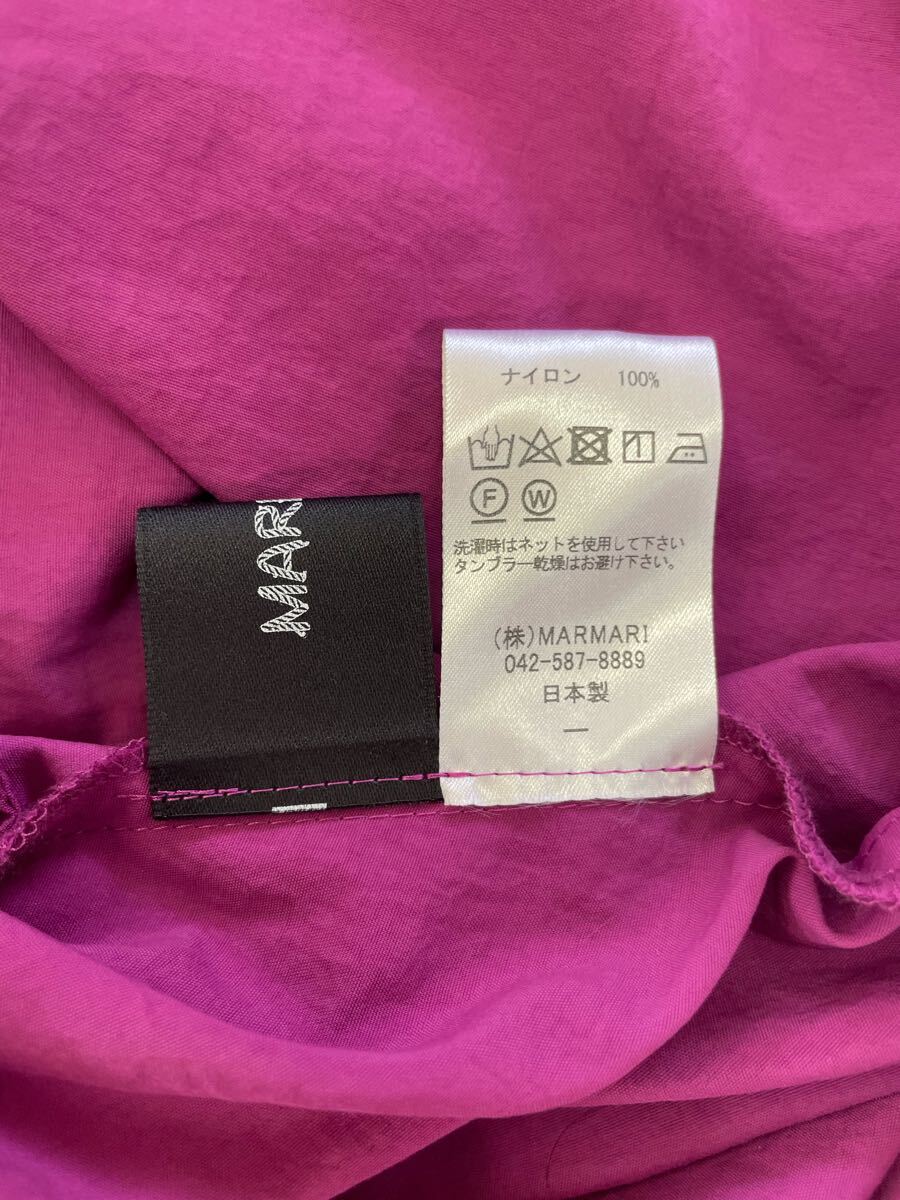 ナイロン 100%
F W
洗濯時はネットを使用して下さい
タンブラー乾燥はお避け下さい。
(株)MARMARI
042-587-8889
日本製
MAR